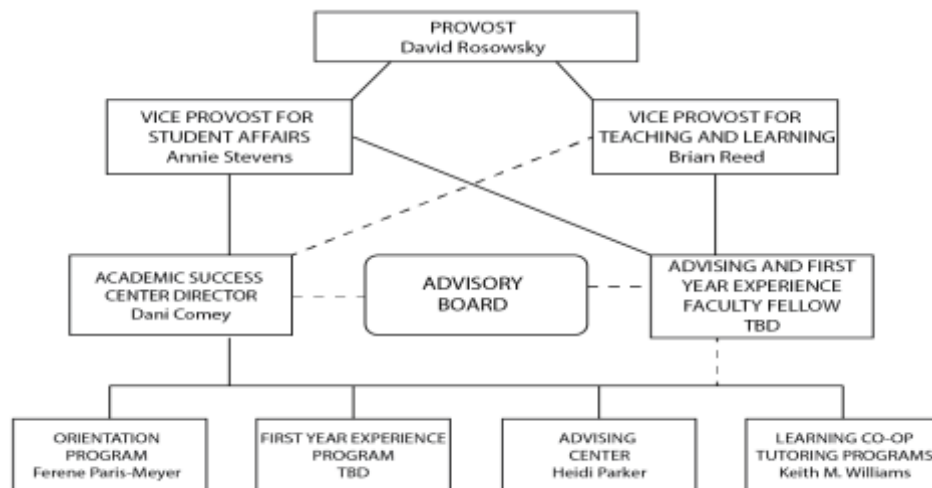 PROVOST
David Rosowsky
VICE PROVOST FOR
STUDENT AFFAIRS
Annie Stevens
VICE PROVOST FOR
TEACHING AND LEARNING
Brian Reed
ACADEMIC SUCCESS
CENTER DIRECTOR
Dani Comey
ADVISORY
BOARD
ADVISING AND FIRST
YEAR EXPERIENCE
FACULTY FELLOW
TBD
ORIENTATION
PROGRAM
Ferene Paris-Meyer
FIRST YEAR EXPERIENCE
PROGRAM
TBD
ADVISING
CENTER
Heidi Parker
LEARNING CO-OP
TUTORING PROGRAMS
Keith M. Williams